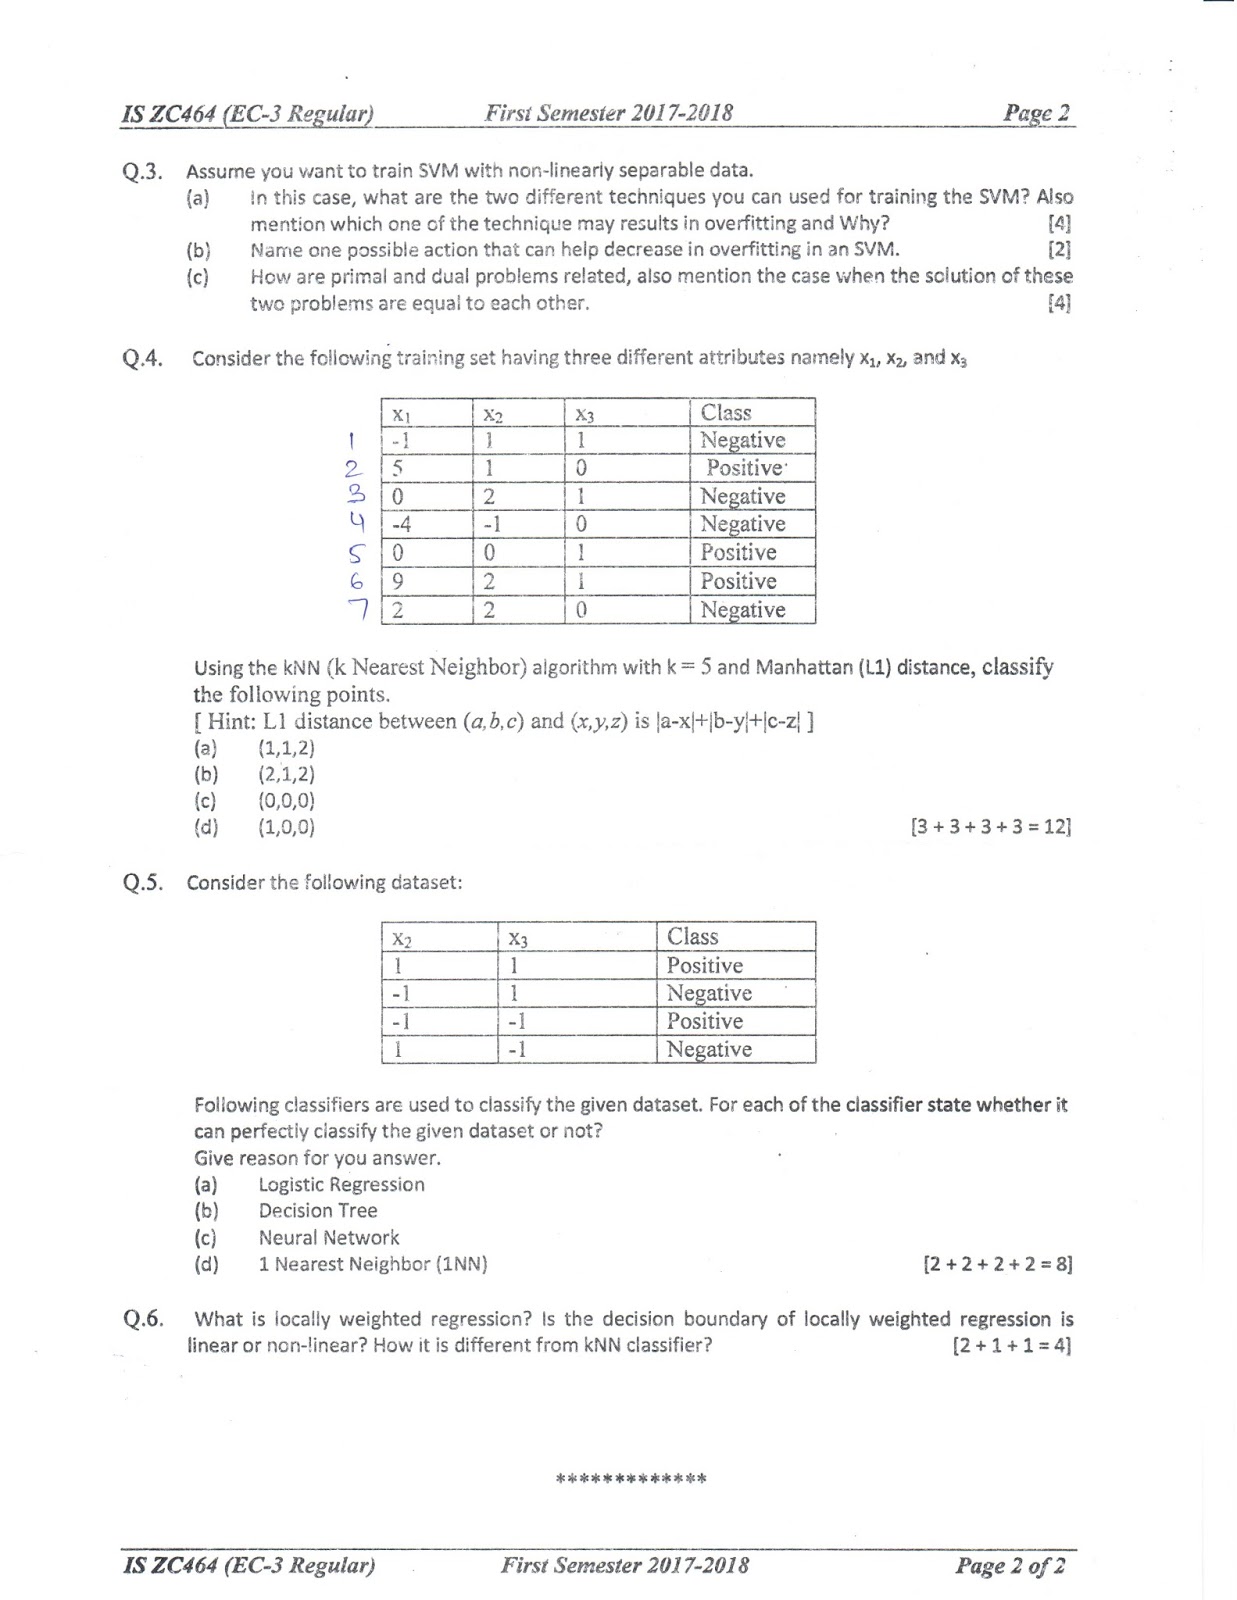 IS ZC464 (EC-3 Regular) First Semester 2017-2018 Page 2
Q.3. Assume you want to train SVM with non-linearly separable data.
(a) In this case, what are the two different techniques you can used for training the SVM? Also
mention which one of the technique may results in overfitting and Why? [4]
(b) Name one possible action that can help decrease in overfitting in an SVM. [2]
(c) How are primal and dual problems related, also mention the case when the solution of these
two problems are equal to each other. [4]
Q.4. Consider the following training set having three different attributes namely x₁, x₂, and x₃
x₁ x₂ x₃ Class
1 -1 1 1 Negative
2 5 1 0 Positive
3 0 2 1 Negative
4 -4 -1 0 Negative
5 0 0 1 Positive
6 9 2 1 Positive
7 2 2 0 Negative
Using the kNN (k Nearest Neighbor) algorithm with k = 5 and Manhattan (L1) distance, classify
the following points.
[ Hint: L1 distance between (a,b,c) and (x,y,z) is |a-x|+|b-y|+|c-z| ]
(a) (1,1,2)
(b) (2,1,2)
(c) (0,0,0)
(d) (1,0,0) [3 + 3 + 3 + 3 = 12]
Q.5. Consider the following dataset:
x₂ x₃ Class
1 1 Positive
-1 1 Negative
-1 -1 Positive
1 -1 Negative
Following classifiers are used to classify the given dataset. For each of the classifier state whether it
can perfectly classify the given dataset or not?
Give reason for you answer.
(a) Logistic Regression
(b) Decision Tree
(c) Neural Network
(d) 1 Nearest Neighbor (1NN) [2 + 2 + 2 + 2 = 8]
Q.6. What is locally weighted regression? Is the decision boundary of locally weighted regression is
linear or non-linear? How it is different from kNN classifier? [2 + 1 + 1 = 4]
*************
IS ZC464 (EC-3 Regular) First Semester 2017-2018 Page 2 of 2